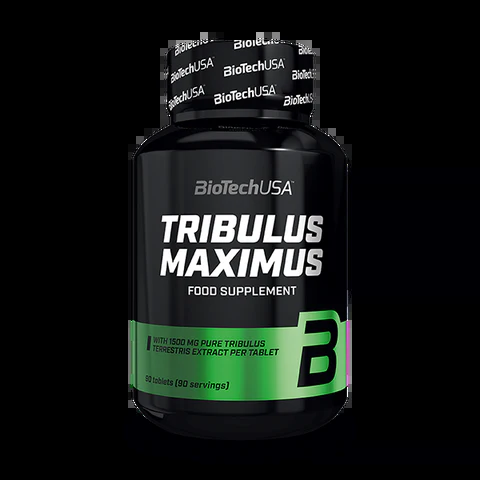 BioTechUSA
BioTechUSA
BioTechUSA
BioTechUSA
BioTechUSA
BioTechUSA™
TRIBULUS
MAXIMUS
FOOD SUPPLEMENT
WITH 1500 MG PURE TRIBULUS
TERRESTRIS EXTRACT PER TABLET
90 tablets (90 servings)
B